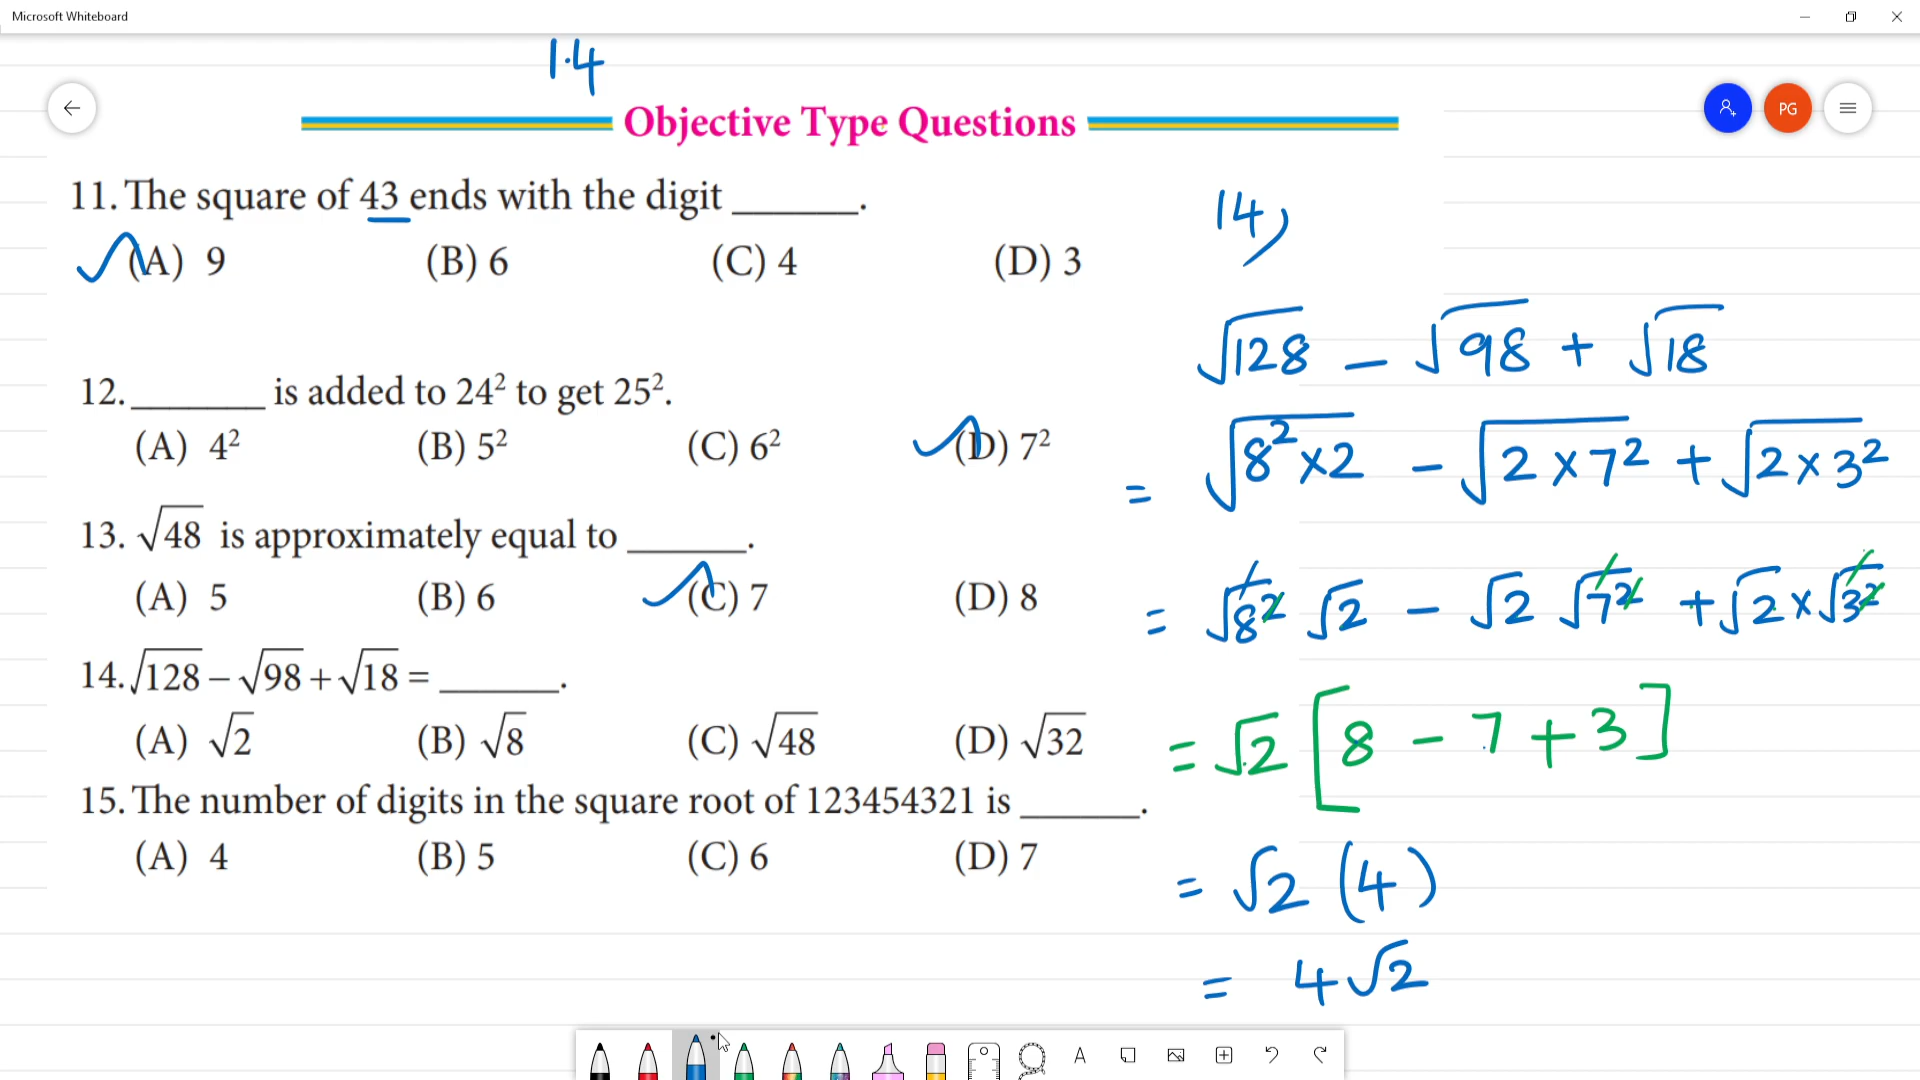 Microsoft Whiteboard
1.4
PG
Objective Type Questions
11. The square of 43 ends with the digit ______.
(A) 9 (B) 6 (C) 4 (D) 3
12. ______ is added to 24² to get 25².
(A) 4² (B) 5² (C) 6² (D) 7²
13. √48 is approximately equal to ______.
(A) 5 (B) 6 (C) 7 (D) 8
14. √128 – √98 + √18 = ______.
(A) √2 (B) √8 (C) √48 (D) √32
15. The number of digits in the square root of 123454321 is ______.
(A) 4 (B) 5 (C) 6 (D) 7
14)
√128 – √98 + √18
= √8²×2 – √2×7² + √2×3²
= √8² √2 – √2 √7² + √2 × √3²
= √2 [8 – 7 + 3]
= √2 (4)
= 4√2
A